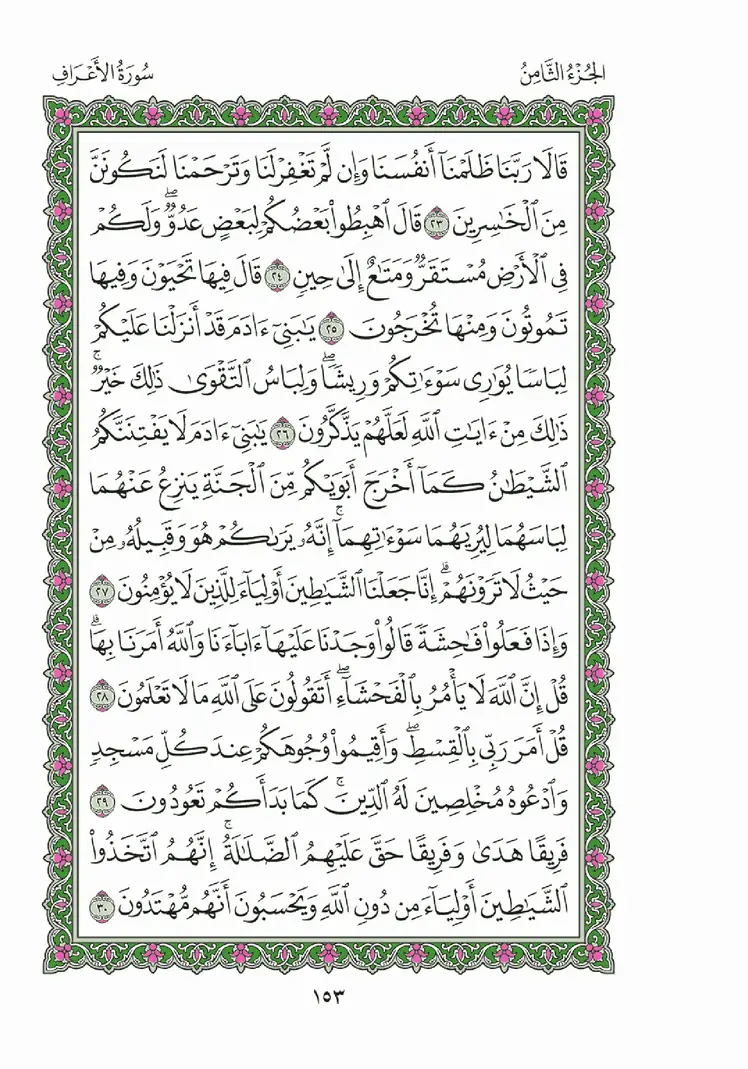 الجُزْءُ الثَّامِنُ
سُورَةُ الأَعْرَافِ
قَالَا رَبَّنَا ظَلَمْنَآ أَنفُسَنَا وَإِن لَّمْ تَغْفِرْ لَنَا وَتَرْحَمْنَا لَنَكُونَنَّ
مِنَ ٱلْخَٰسِرِينَ ٢٣ قَالَ ٱهْبِطُوا۟ بَعْضُكُمْ لِبَعْضٍ عَدُوٌّۖ وَلَكُمْ
فِى ٱلْأَرْضِ مُسْتَقَرٌّ وَمَتَٰعٌ إِلَىٰ حِينٍ ٢٤ قَالَ فِيهَا تَحْيَوْنَ وَفِيهَا
تَمُوتُونَ وَمِنْهَا تُخْرَجُونَ ٢٥ يَٰبَنِىٓ ءَادَمَ قَدْ أَنزَلْنَا عَلَيْكُمْ
لِبَاسًا يُوَٰرِى سَوْءَٰتِكُمْ وَرِيشًاۖ وَلِبَاسُ ٱلتَّقْوَىٰ ذَٰلِكَ خَيْرٌۚ
ذَٰلِكَ مِنْ ءَايَٰتِ ٱللَّهِ لَعَلَّهُمْ يَذَّكَّرُونَ ٢٦ يَٰبَنِىٓ ءَادَمَ لَا يَفْتِنَنَّكُمُ
ٱلشَّيْطَٰنُ كَمَآ أَخْرَجَ أَبَوَيْكُم مِّنَ ٱلْجَنَّةِ يَنزِعُ عَنْهُمَا
لِبَاسَهُمَا لِيُرِيَهُمَا سَوْءَٰتِهِمَآۚ إِنَّهُۥ يَرَىٰكُمْ هُوَ وَقَبِيلُهُۥ مِنْ
حَيْثُ لَا تَرَوْنَهُمْۗ إِنَّا جَعَلْنَا ٱلشَّيَٰطِينَ أَوْلِيَآءَ لِلَّذِينَ لَا يُؤْمِنُونَ ٢٧
وَإِذَا فَعَلُوا۟ فَٰحِشَةً قَالُوا۟ وَجَدْنَا عَلَيْهَآ ءَابَآءَنَا وَٱللَّهُ أَمَرَنَا بِهَاۗ
قُلْ إِنَّ ٱللَّهَ لَا يَأْمُرُ بِٱلْفَحْشَآءِۖ أَتَقُولُونَ عَلَى ٱللَّهِ مَا لَا تَعْلَمُونَ ٢٨
قُلْ أَمَرَ رَبِّى بِٱلْقِسْطِۖ وَأَقِيمُوا۟ وُجُوهَكُمْ عِندَ كُلِّ مَسْجِدٍ
وَٱدْعُوهُ مُخْلِصِينَ لَهُ ٱلدِّينَۚ كَمَا بَدَأَكُمْ تَعُودُونَ ٢٩
فَرِيقًا هَدَىٰ وَفَرِيقًا حَقَّ عَلَيْهِمُ ٱلضَّلَٰلَةُۚ إِنَّهُمُ ٱتَّخَذُوا۟
ٱلشَّيَٰطِينَ أَوْلِيَآءَ مِن دُونِ ٱللَّهِ وَيَحْسَبُونَ أَنَّهُم مُّهْتَدُونَ ٣٠
١٥٣